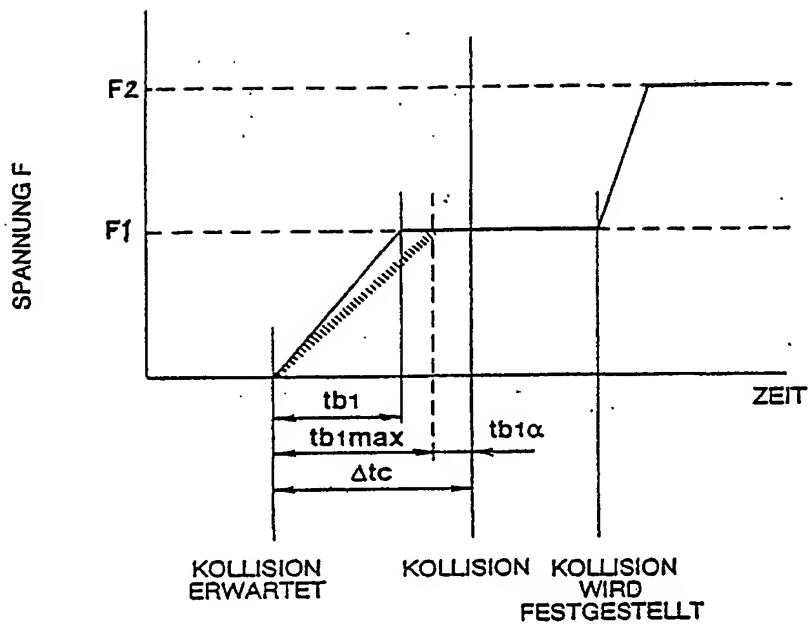 F2
SPANNUNG F
F1
ZEIT
tb1
tb1max
tb1α
Δtc
KOLLISION
ERWARTET
KOLLISION
KOLLISION
WIRD
FESTGESTELLT